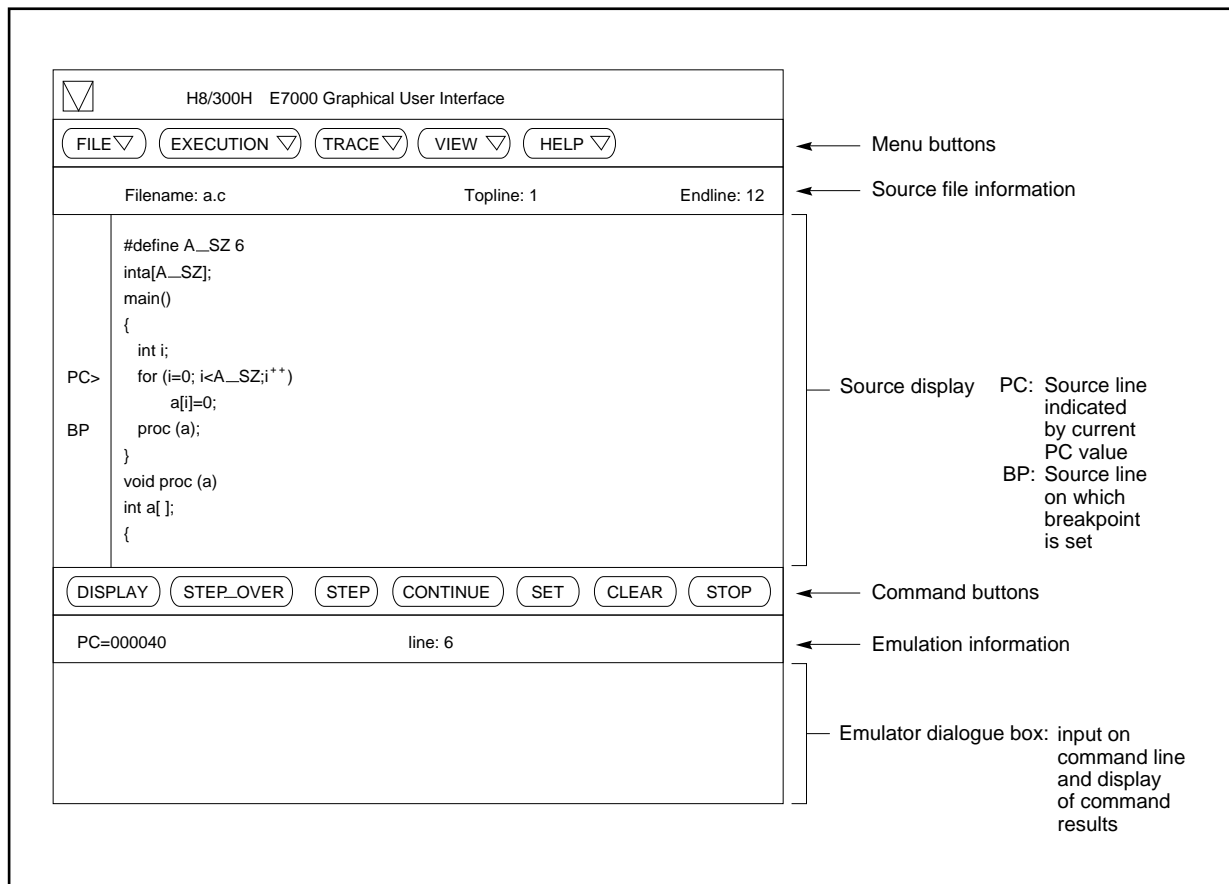 H8/300H E7000 Graphical User Interface
FILE EXECUTION TRACE VIEW HELP
Menu buttons
Filename: a.c Topline: 1 Endline: 12
Source file information
#define A_SZ 6
inta[A_SZ];
main()
{
int i;
PC> for (i=0; i<A_SZ;i++)
a[i]=0;
BP proc (a);
}
void proc (a)
int a[ ];
{
Source display
PC: Source line
indicated
by current
PC value
BP: Source line
on which
breakpoint
is set
DISPLAY STEP_OVER STEP CONTINUE SET CLEAR STOP
Command buttons
PC=000040 line: 6
Emulation information
Emulator dialogue box: input on
command line
and display
of command
results